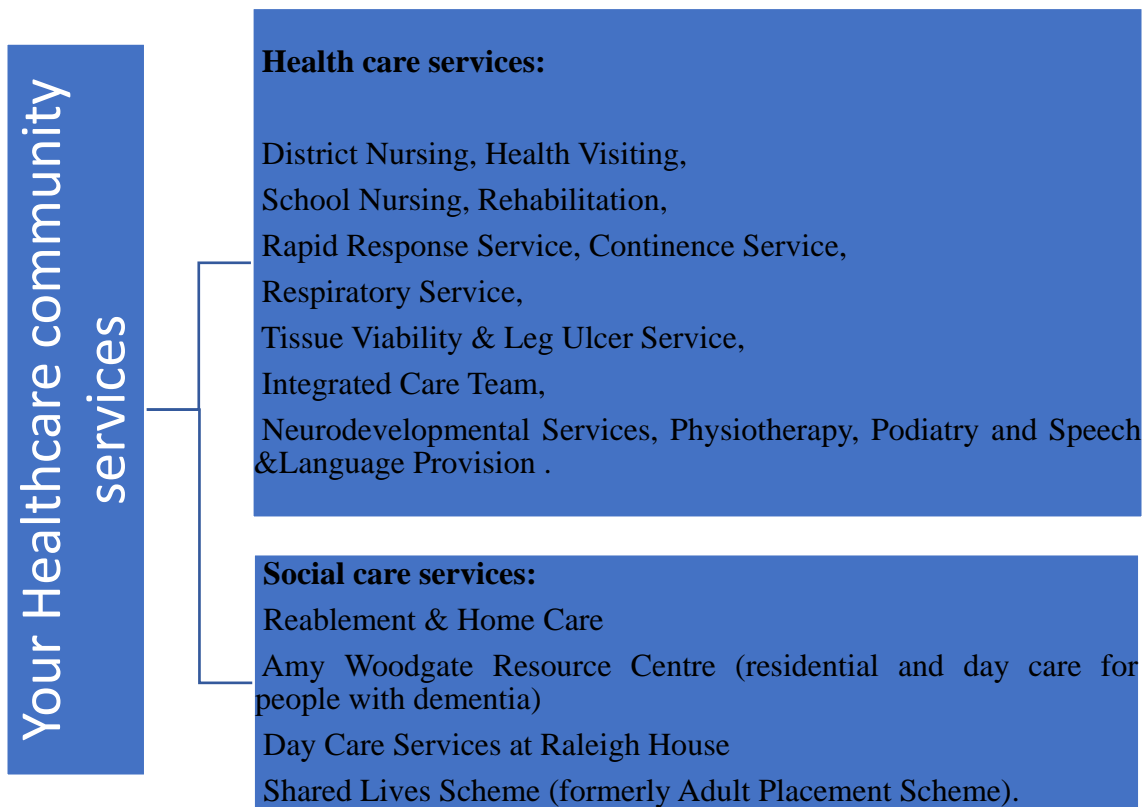 Your Healthcare community
services
Health care services:
District Nursing, Health Visiting,
School Nursing, Rehabilitation,
Rapid Response Service, Continence Service,
Respiratory Service,
Tissue Viability & Leg Ulcer Service,
Integrated Care Team,
Neurodevelopmental Services, Physiotherapy, Podiatry and Speech
&Language Provision .
Social care services:
Reablement & Home Care
Amy Woodgate Resource Centre (residential and day care for
people with dementia)
Day Care Services at Raleigh House
Shared Lives Scheme (formerly Adult Placement Scheme).